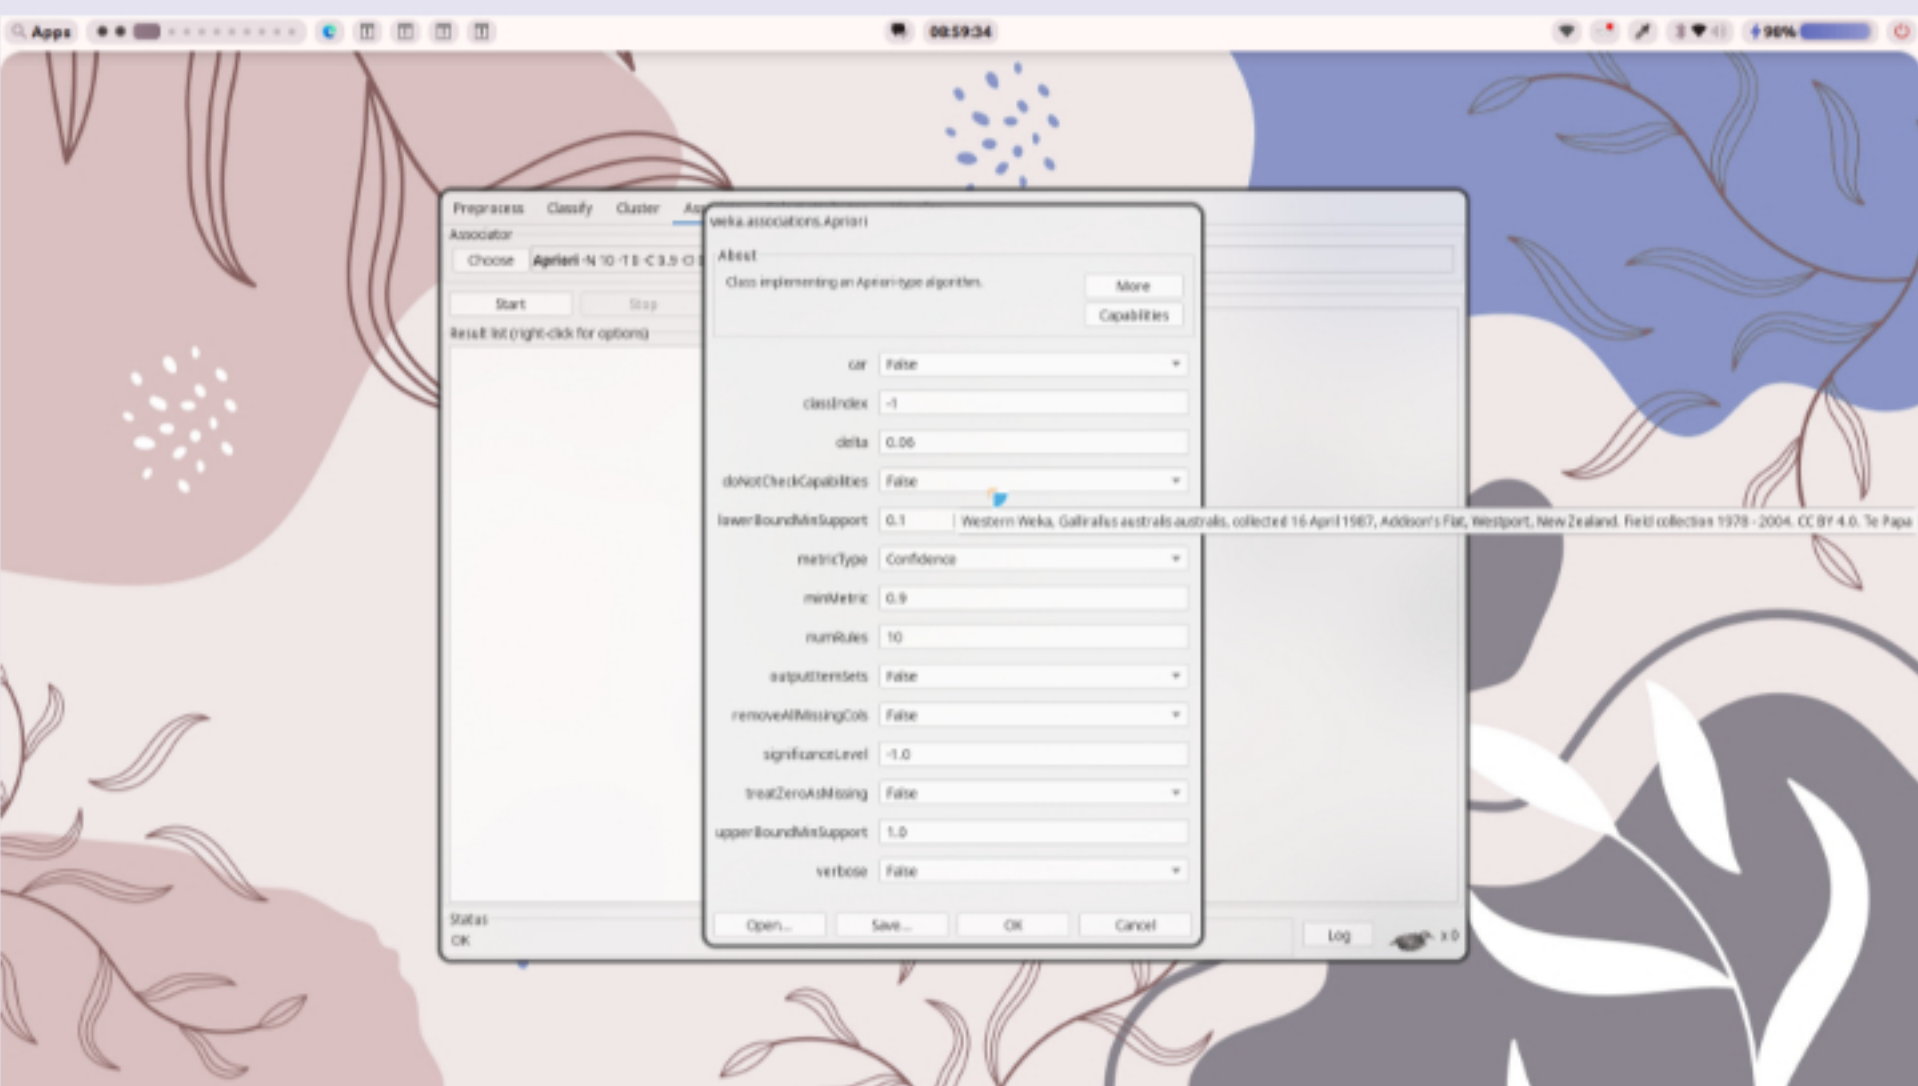 Apps
08:59:34
98%
Preprocess Classify Cluster
Associator
Choose Apriori -N 10 -T 0 -C 0.9 -D
Start Stop
Result list (right-click for options)
Status
OK
Log x 0
weka.associations.Apriori
About
Class implementing an Apriori-type algorithm.
More
Capabilities
car False
classIndex -1
delta 0.05
doNotCheckCapabilities False
lowerBoundMinSupport 0.1
Western Weka, Gallirallus australis australis, collected 16 April 1987, Addison's Flat, Westport, New Zealand. Field collection 1978 - 2004. CC BY 4.0. Te Papa
metricType Confidence
minMetric 0.9
numRules 10
outputItemSets False
removeAllMissingCols False
significanceLevel -1.0
treatZeroAsMissing False
upperBoundMinSupport 1.0
verbose False
Open... Save... OK Cancel